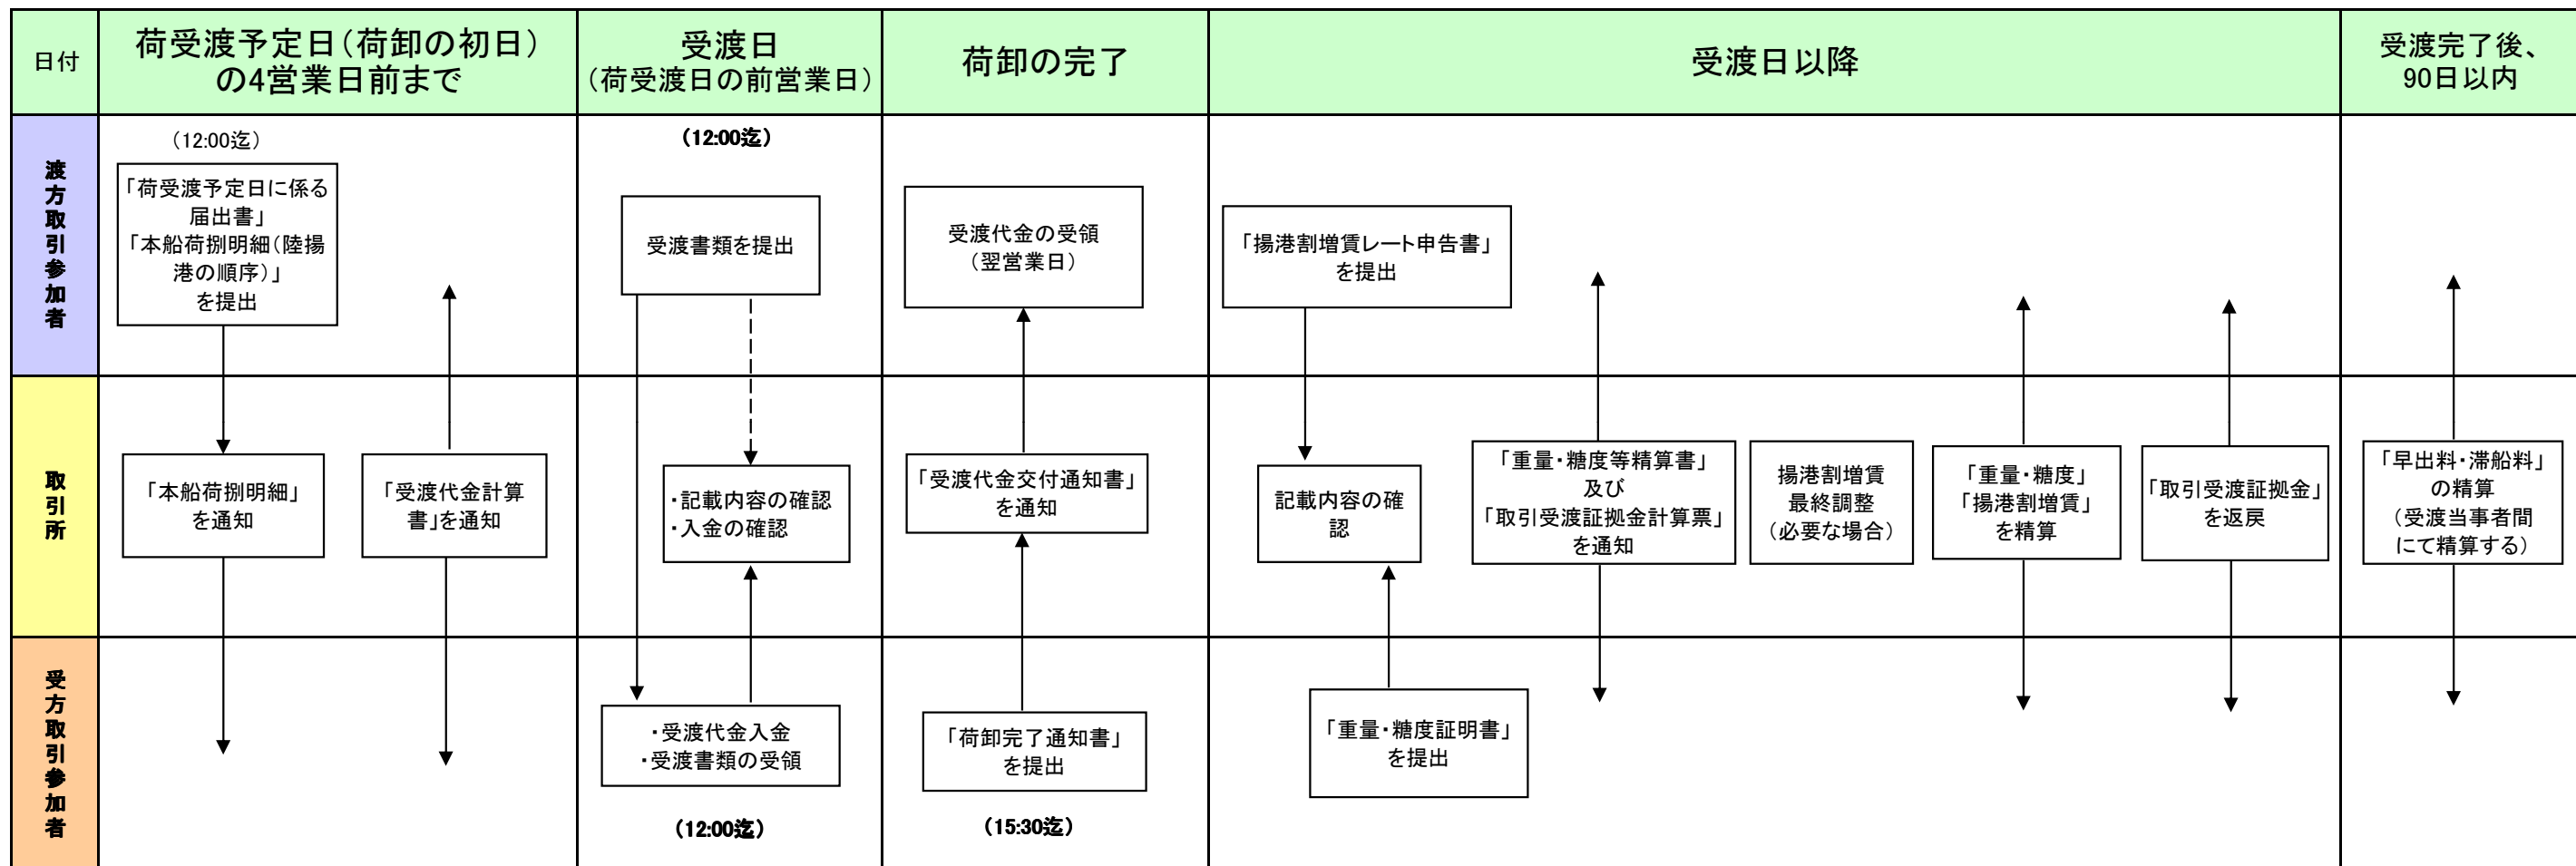 日付
荷受渡予定日(荷卸の初日)
の4営業日前まで
受渡日
(荷受渡日の前営業日)
荷卸の完了
受渡日以降
受渡完了後、
90日以内
渡方取引参加者
(12:00迄)
「荷受渡予定日に係る
届出書」
「本船荷捌明細(陸揚
港の順序)」
を提出
(12:00迄)
受渡書類を提出
受渡代金の受領
(翌営業日)
「揚港割増賃レート申告書」
を提出
取引所
「本船荷捌明細」
を通知
「受渡代金計算
書」を通知
・記載内容の確認
・入金の確認
「受渡代金交付通知書」
を通知
記載内容の確
認
「重量・糖度等精算書」
及び
「取引受渡証拠金計算票」
を通知
揚港割増賃
最終調整
(必要な場合)
「重量・糖度」
「揚港割増賃」
を精算
「取引受渡証拠金」
を返戻
「早出料・滞船料」
の精算
(受渡当事者間
にて精算する)
受方取引参加者
・受渡代金入金
・受渡書類の受領
(12:00迄)
「荷卸完了通知書」
を提出
(15:30迄)
「重量・糖度証明書」
を提出